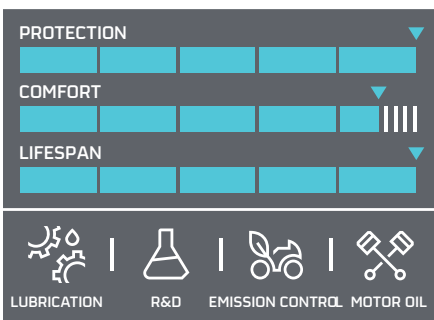 PROTECTION
COMFORT
LIFESPAN
LUBRICATION R&D EMISSION CONTROL MOTOR OIL